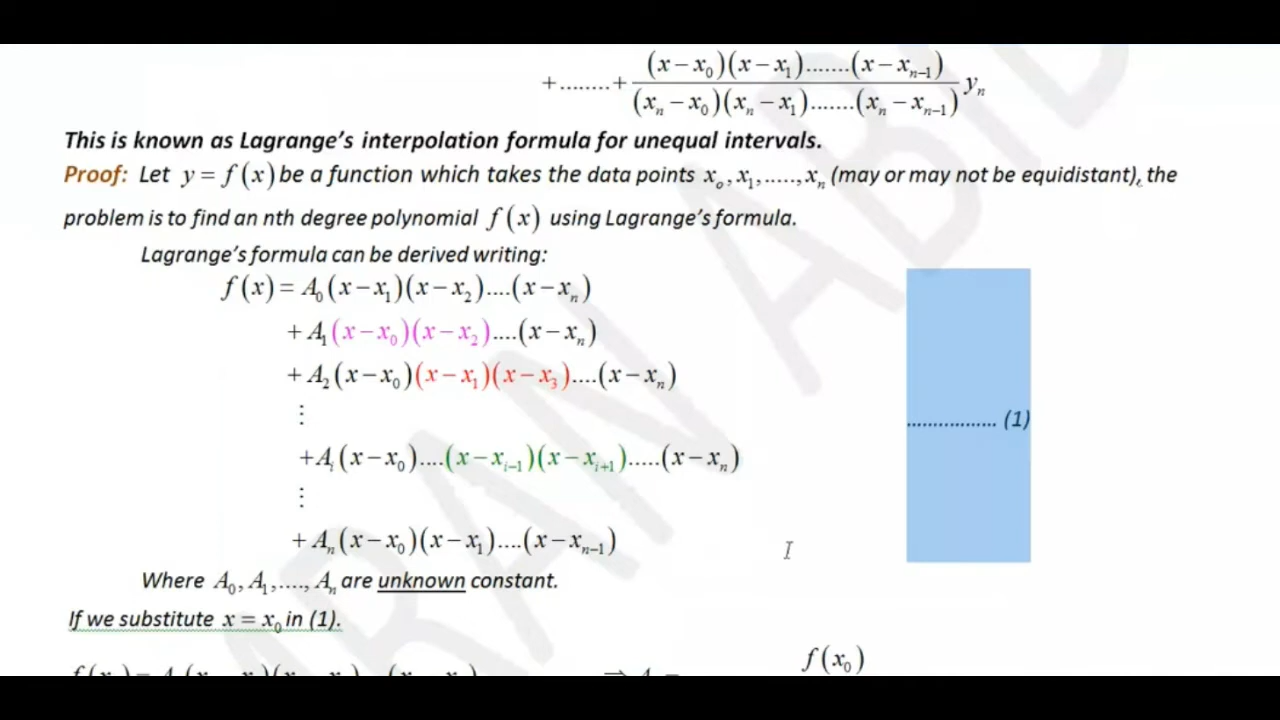 +........+ (x−x₀)(x−x₁).......(x−xₙ₋₁) / (xₙ−x₀)(xₙ−x₁).......(xₙ−xₙ₋₁) yₙ
This is known as Lagrange's interpolation formula for unequal intervals.
Proof: Let y = f(x) be a function which takes the data points xₒ, x₁,....., xₙ (may or may not be equidistant), the
problem is to find an nth degree polynomial f(x) using Lagrange's formula.
Lagrange's formula can be derived writing:
f(x) = A₀(x−x₁)(x−x₂)....(x−xₙ)
+ A₁(x−x₀)(x−x₂)....(x−xₙ)
+ A₂(x−x₀)(x−x₁)(x−x₃)....(x−xₙ)
⋮
................. (1)
+Aᵢ(x−x₀)....(x−xᵢ₋₁)(x−xᵢ₊₁).....(x−xₙ)
⋮
+ Aₙ(x−x₀)(x−x₁)....(x−xₙ₋₁)
Where A₀, A₁,...., Aₙ are unknown constant.
If we substitute x = x₀ in (1).
f(x₀)